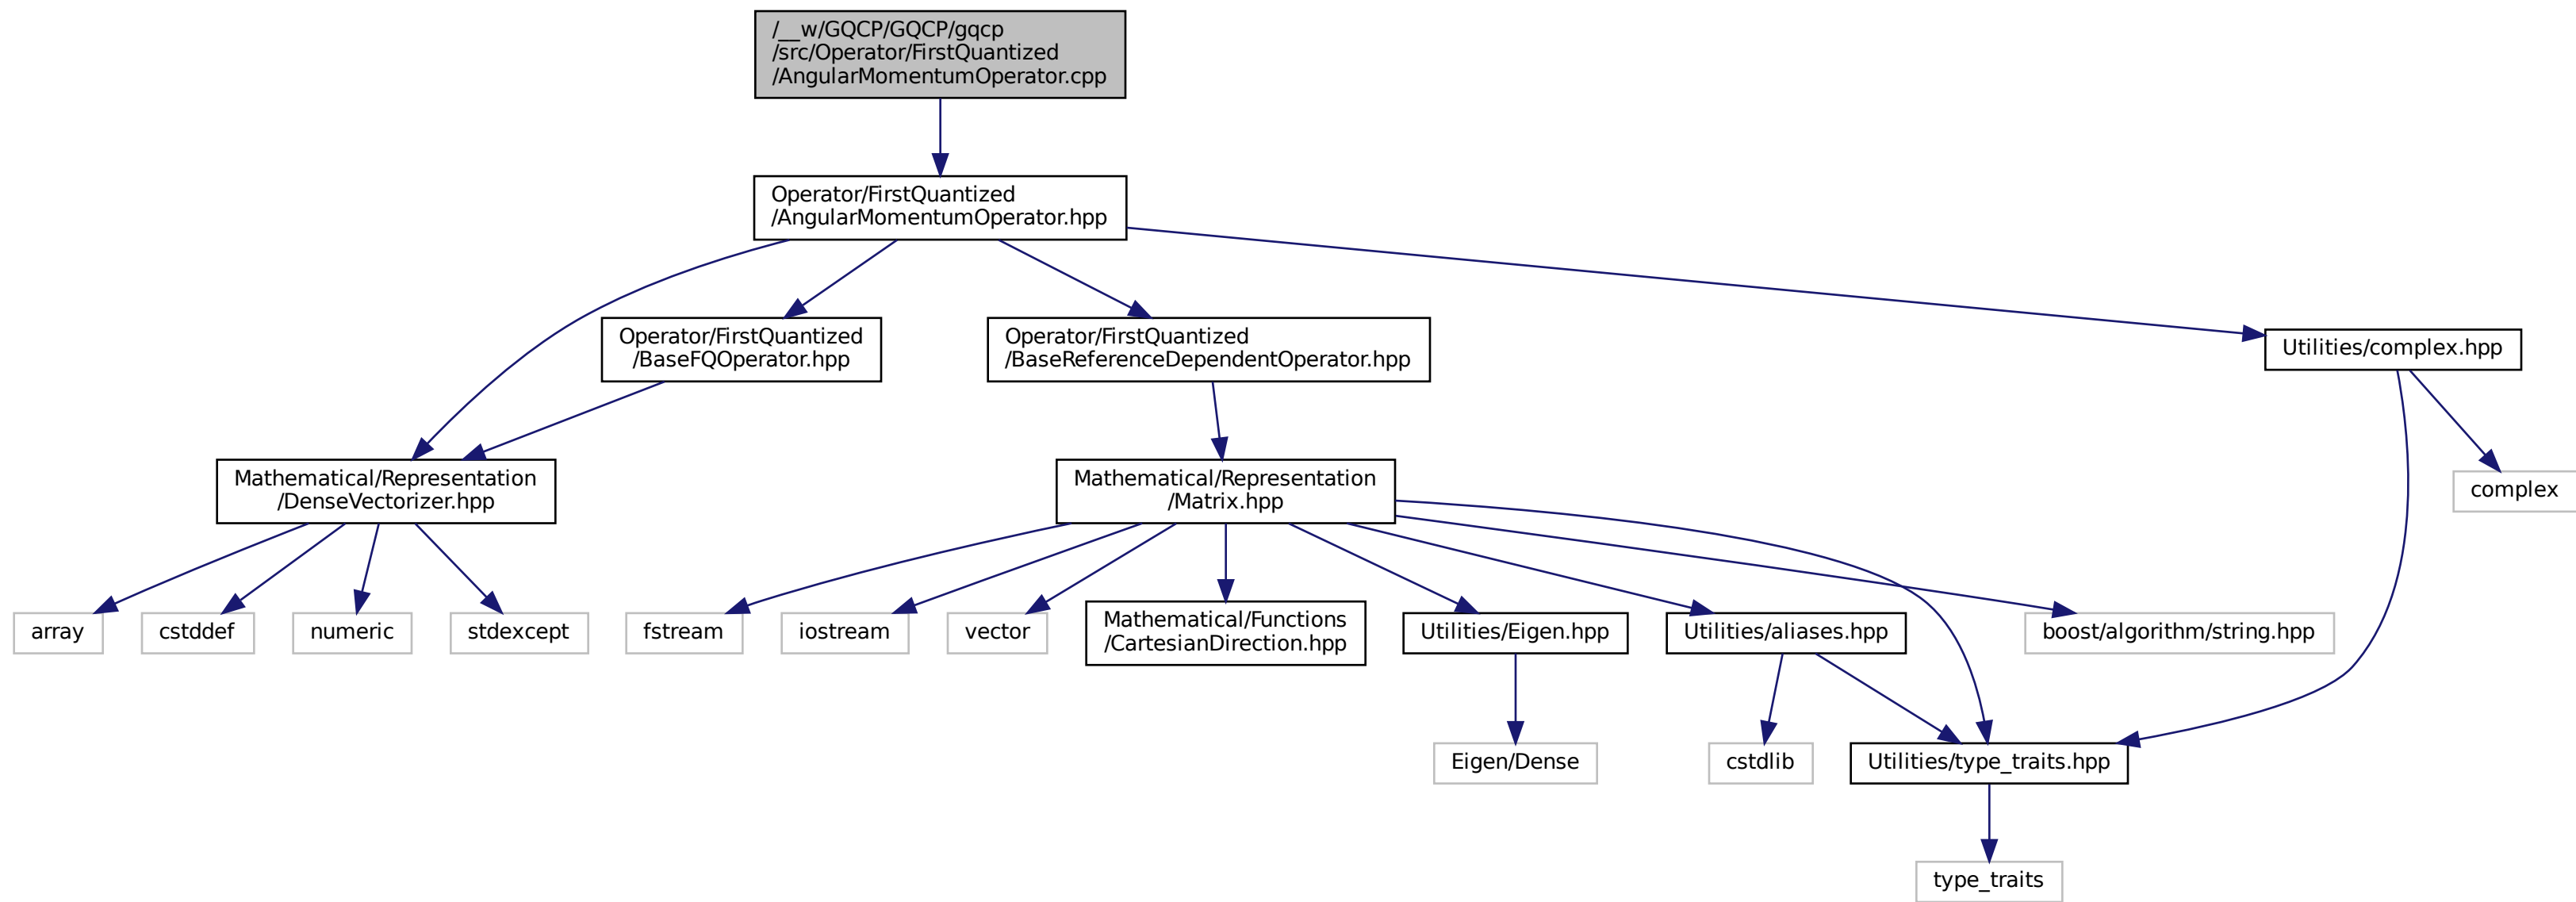 /__w/GQCP/GQCP/gqcp
/src/Operator/FirstQuantized
/AngularMomentumOperator.cpp
Operator/FirstQuantized
/AngularMomentumOperator.hpp
Operator/FirstQuantized
/BaseFQOperator.hpp
Operator/FirstQuantized
/BaseReferenceDependentOperator.hpp
Utilities/complex.hpp
Mathematical/Representation
/DenseVectorizer.hpp
Mathematical/Representation
/Matrix.hpp
complex
array
cstddef
numeric
stdexcept
fstream
iostream
vector
Mathematical/Functions
/CartesianDirection.hpp
Utilities/Eigen.hpp
Utilities/aliases.hpp
boost/algorithm/string.hpp
Eigen/Dense
cstdlib
Utilities/type_traits.hpp
type_traits